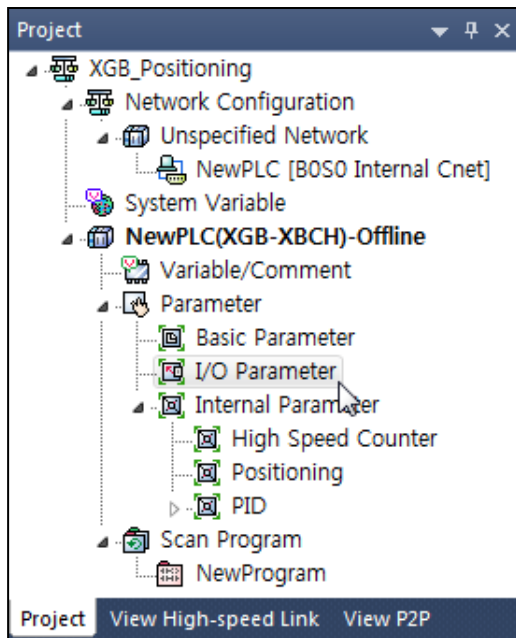 Project
XGB_Positioning
Network Configuration
Unspecified Network
NewPLC [B0S0 Internal Cnet]
System Variable
NewPLC(XGB-XBCH)-Offline
Variable/Comment
Parameter
Basic Parameter
I/O Parameter
Internal Parameter
High Speed Counter
Positioning
PID
Scan Program
NewProgram
Project View High-speed Link View P2P